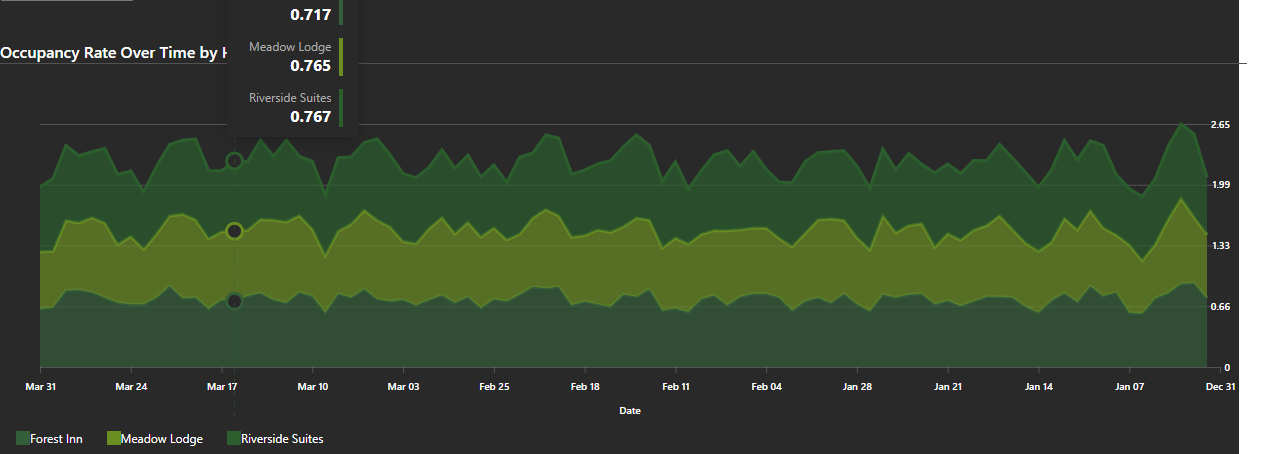 0.717
Meadow Lodge
0.765
Occupancy Rate Over Time by H
Riverside Suites
0.767
2.65
1.99
1.33
0.66
0
Mar 31 Mar 24 Mar 17 Mar 10 Mar 03 Feb 25 Feb 18 Feb 11 Feb 04 Jan 28 Jan 21 Jan 14 Jan 07 Dec 31
Date
Forest Inn Meadow Lodge Riverside Suites